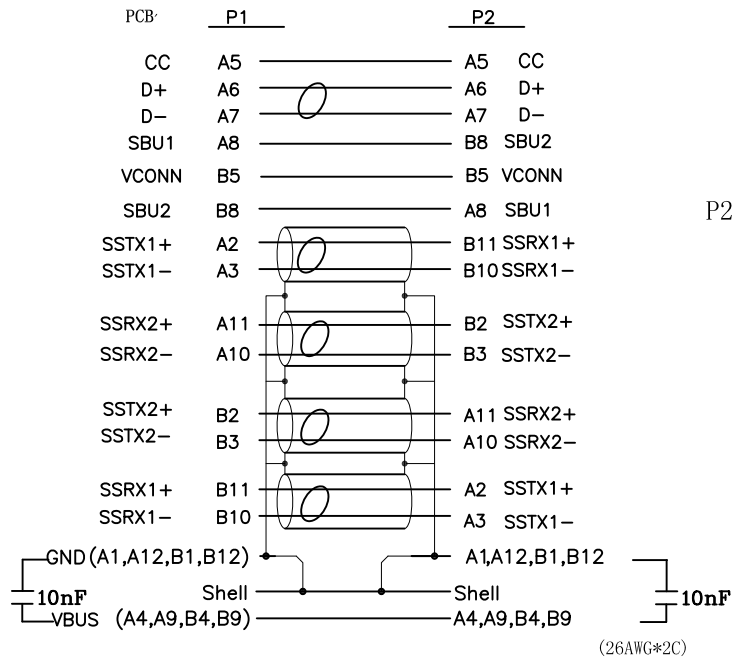 PCB P1 P2
CC A5 A5 CC
D+ A6 A6 D+
D− A7 A7 D−
SBU1 A8 B8 SBU2
VCONN B5 B5 VCONN
SBU2 B8 A8 SBU1
P2
SSTX1+ A2 B11 SSRX1+
SSTX1− A3 B10 SSRX1−
SSRX2+ A11 B2 SSTX2+
SSRX2− A10 B3 SSTX2−
SSTX2+ B2 A11 SSRX2+
SSTX2− B3 A10 SSRX2−
SSRX1+ B11 A2 SSTX1+
SSRX1− B10 A3 SSTX1−
GND (A1,A12,B1,B12) A1,A12,B1,B12
10nF Shell Shell 10nF
VBUS (A4,A9,B4,B9) A4,A9,B4,B9
(26AWG*2C)